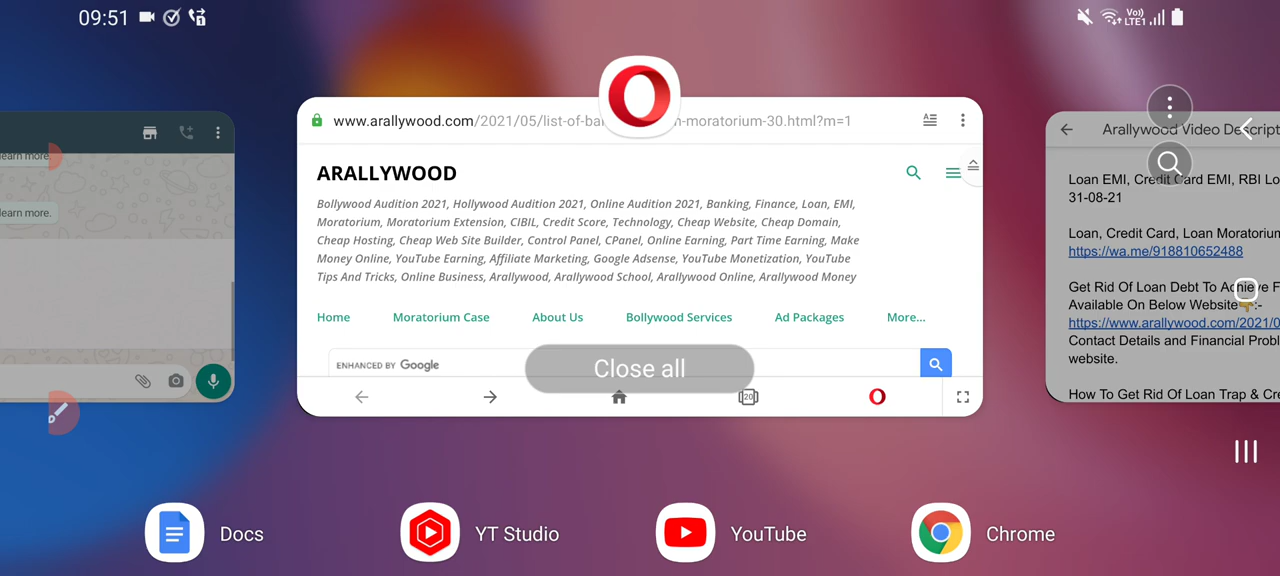 09:51
Vo)) LTE1
learn more.
learn more.
www.arallywood.com/2021/05/list-of-ba n-moratorium-30.html?m=1
ARALLYWOOD
Bollywood Audition 2021, Hollywood Audition 2021, Online Audition 2021, Banking, Finance, Loan, EMI,
Moratorium, Moratorium Extension, CIBIL, Credit Score, Technology, Cheap Website, Cheap Domain,
Cheap Hosting, Cheap Web Site Builder, Control Panel, CPanel, Online Earning, Part Time Earning, Make
Money Online, YouTube Earning, Affiliate Marketing, Google Adsense, YouTube Monetization, YouTube
Tips And Tricks, Online Business, Arallywood, Arallywood School, Arallywood Online, Arallywood Money
Home Moratorium Case About Us Bollywood Services Ad Packages More...
ENHANCED BY Google
Close all
20
Arallywood Video Descript
Loan EMI, Credit Card EMI, RBI Lo
31-08-21
Loan, Credit Card, Loan Moratorium
https://wa.me/918810652488
Get Rid Of Loan Debt To Achieve F
Available On Below Website👇:-
https://www.arallywood.com/2021/0
Contact Details and Financial Probl
website.
How To Get Rid Of Loan Trap & Cre
Docs YT Studio YouTube Chrome